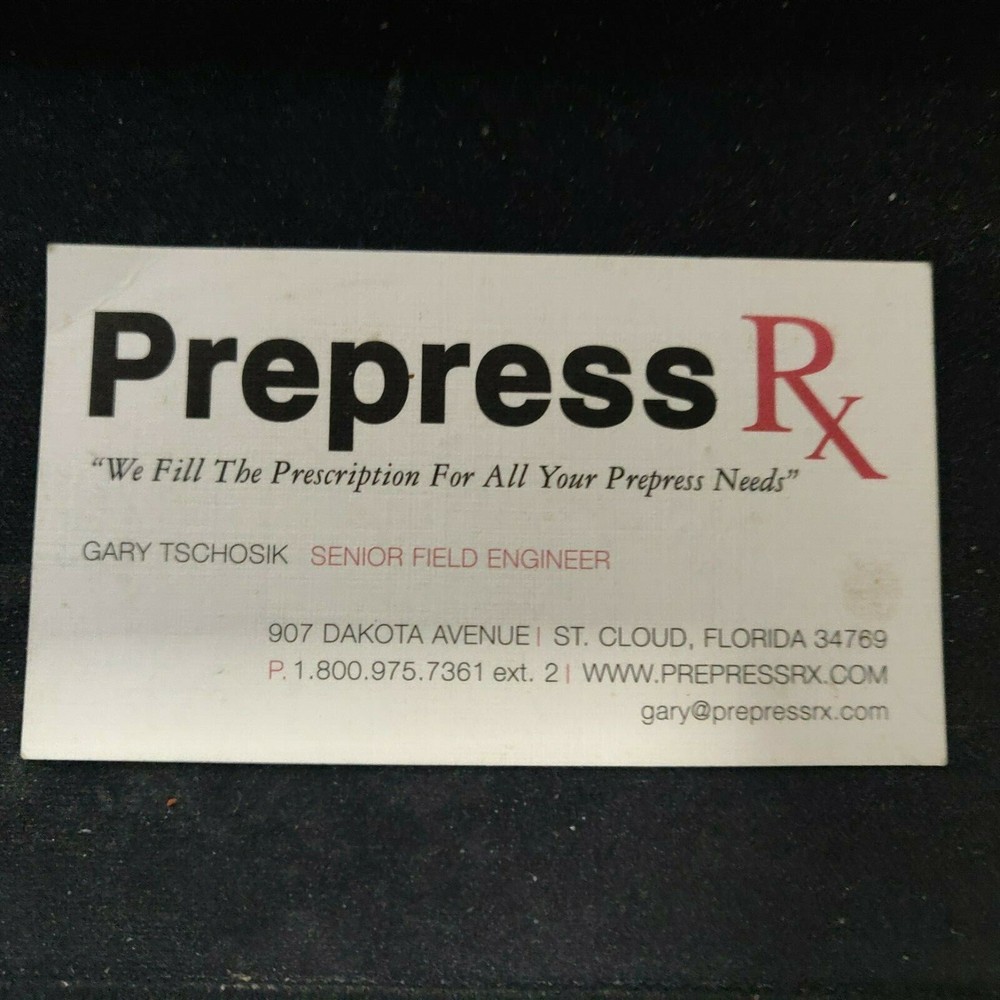 Prepress Rx
“We Fill The Prescription For All Your Prepress Needs”
GARY TSCHOSIK SENIOR FIELD ENGINEER
907 DAKOTA AVENUE | ST. CLOUD, FLORIDA 34769
P. 1.800.975.7361 ext. 2 | WWW.PREPRESSRX.COM
gary@prepressrx.com